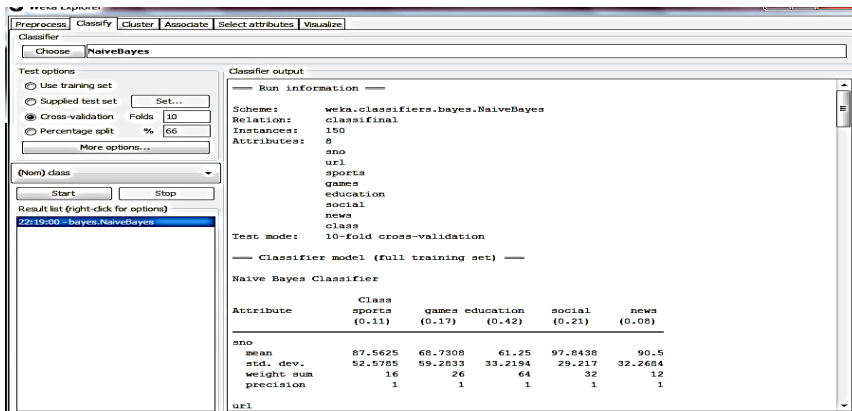 Weka Explorer
Preprocess Classify Cluster Associate Select attributes Visualize
Classifier
Choose NaiveBayes
Test options
Use training set
Supplied test set Set...
Cross-validation Folds 10
Percentage split % 66
More options...
(Nom) class
Start Stop
Result list (right-click for options)
22:19:00 - bayes.NaiveBayes
Classifier output
=== Run information ===
Scheme: weka.classifiers.bayes.NaiveBayes
Relation: classifinal
Instances: 150
Attributes: 8
sno
url
sports
games
education
social
news
class
Test mode: 10-fold cross-validation
=== Classifier model (full training set) ===
Naive Bayes Classifier
Class
Attribute sports games education social news
(0.11) (0.17) (0.42) (0.21) (0.08)
sno
mean 87.5625 68.7308 61.25 97.8438 90.5
std. dev. 52.5785 59.2833 33.2194 29.217 32.2684
weight sum 16 26 64 32 12
precision 1 1 1 1 1
url